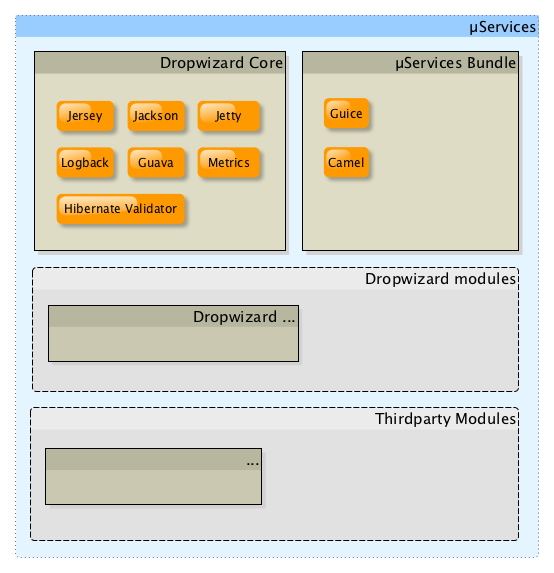 µServices
Dropwizard Core
Jersey
Jackson
Jetty
Logback
Guava
Metrics
Hibernate Validator
µServices Bundle
Guice
Camel
Dropwizard modules
Dropwizard ...
Thirdparty Modules
...